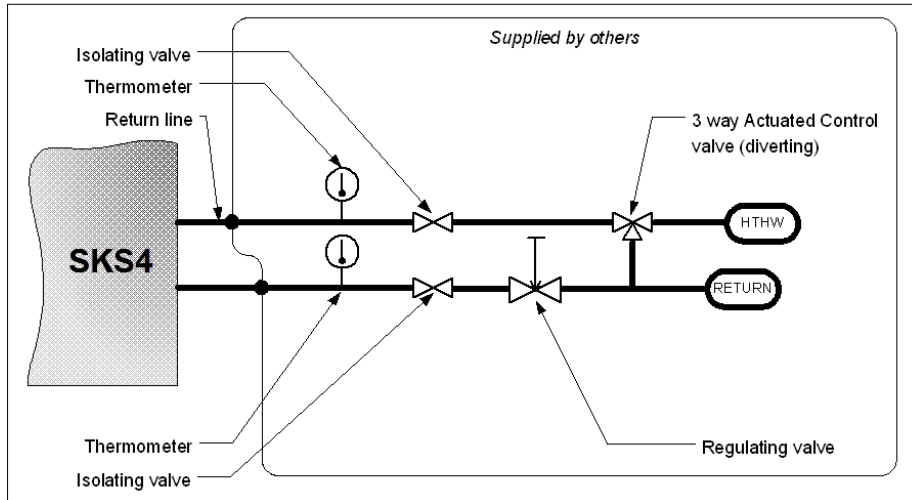 Supplied by others
Isolating valve
Thermometer
Return line
3 way Actuated Control
valve (diverting)
HTHW
SKS4
RETURN
Thermometer
Regulating valve
Isolating valve